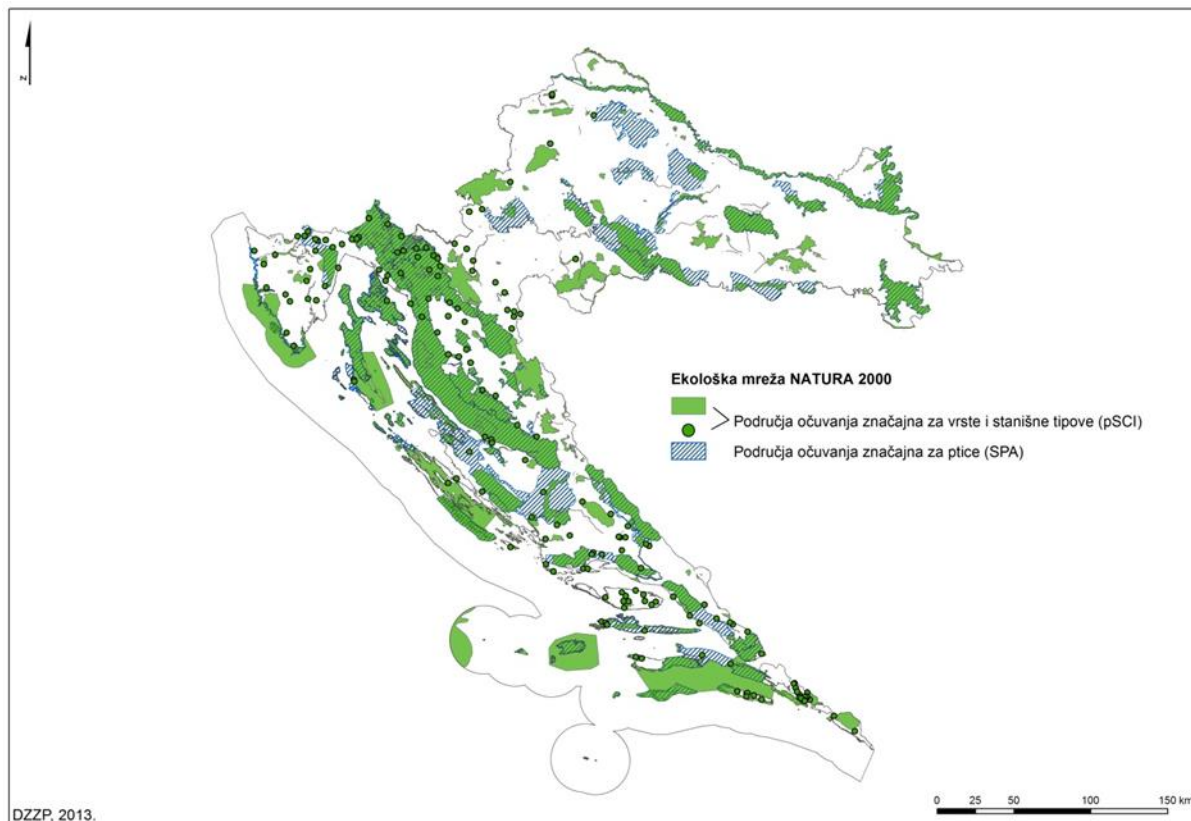 N
Ekološka mreža NATURA 2000
Područja očuvanja značajna za vrste i stanišne tipove (pSCI)
Područja očuvanja značajna za ptice (SPA)
0 25 50 100 150 km
DZZP, 2013.